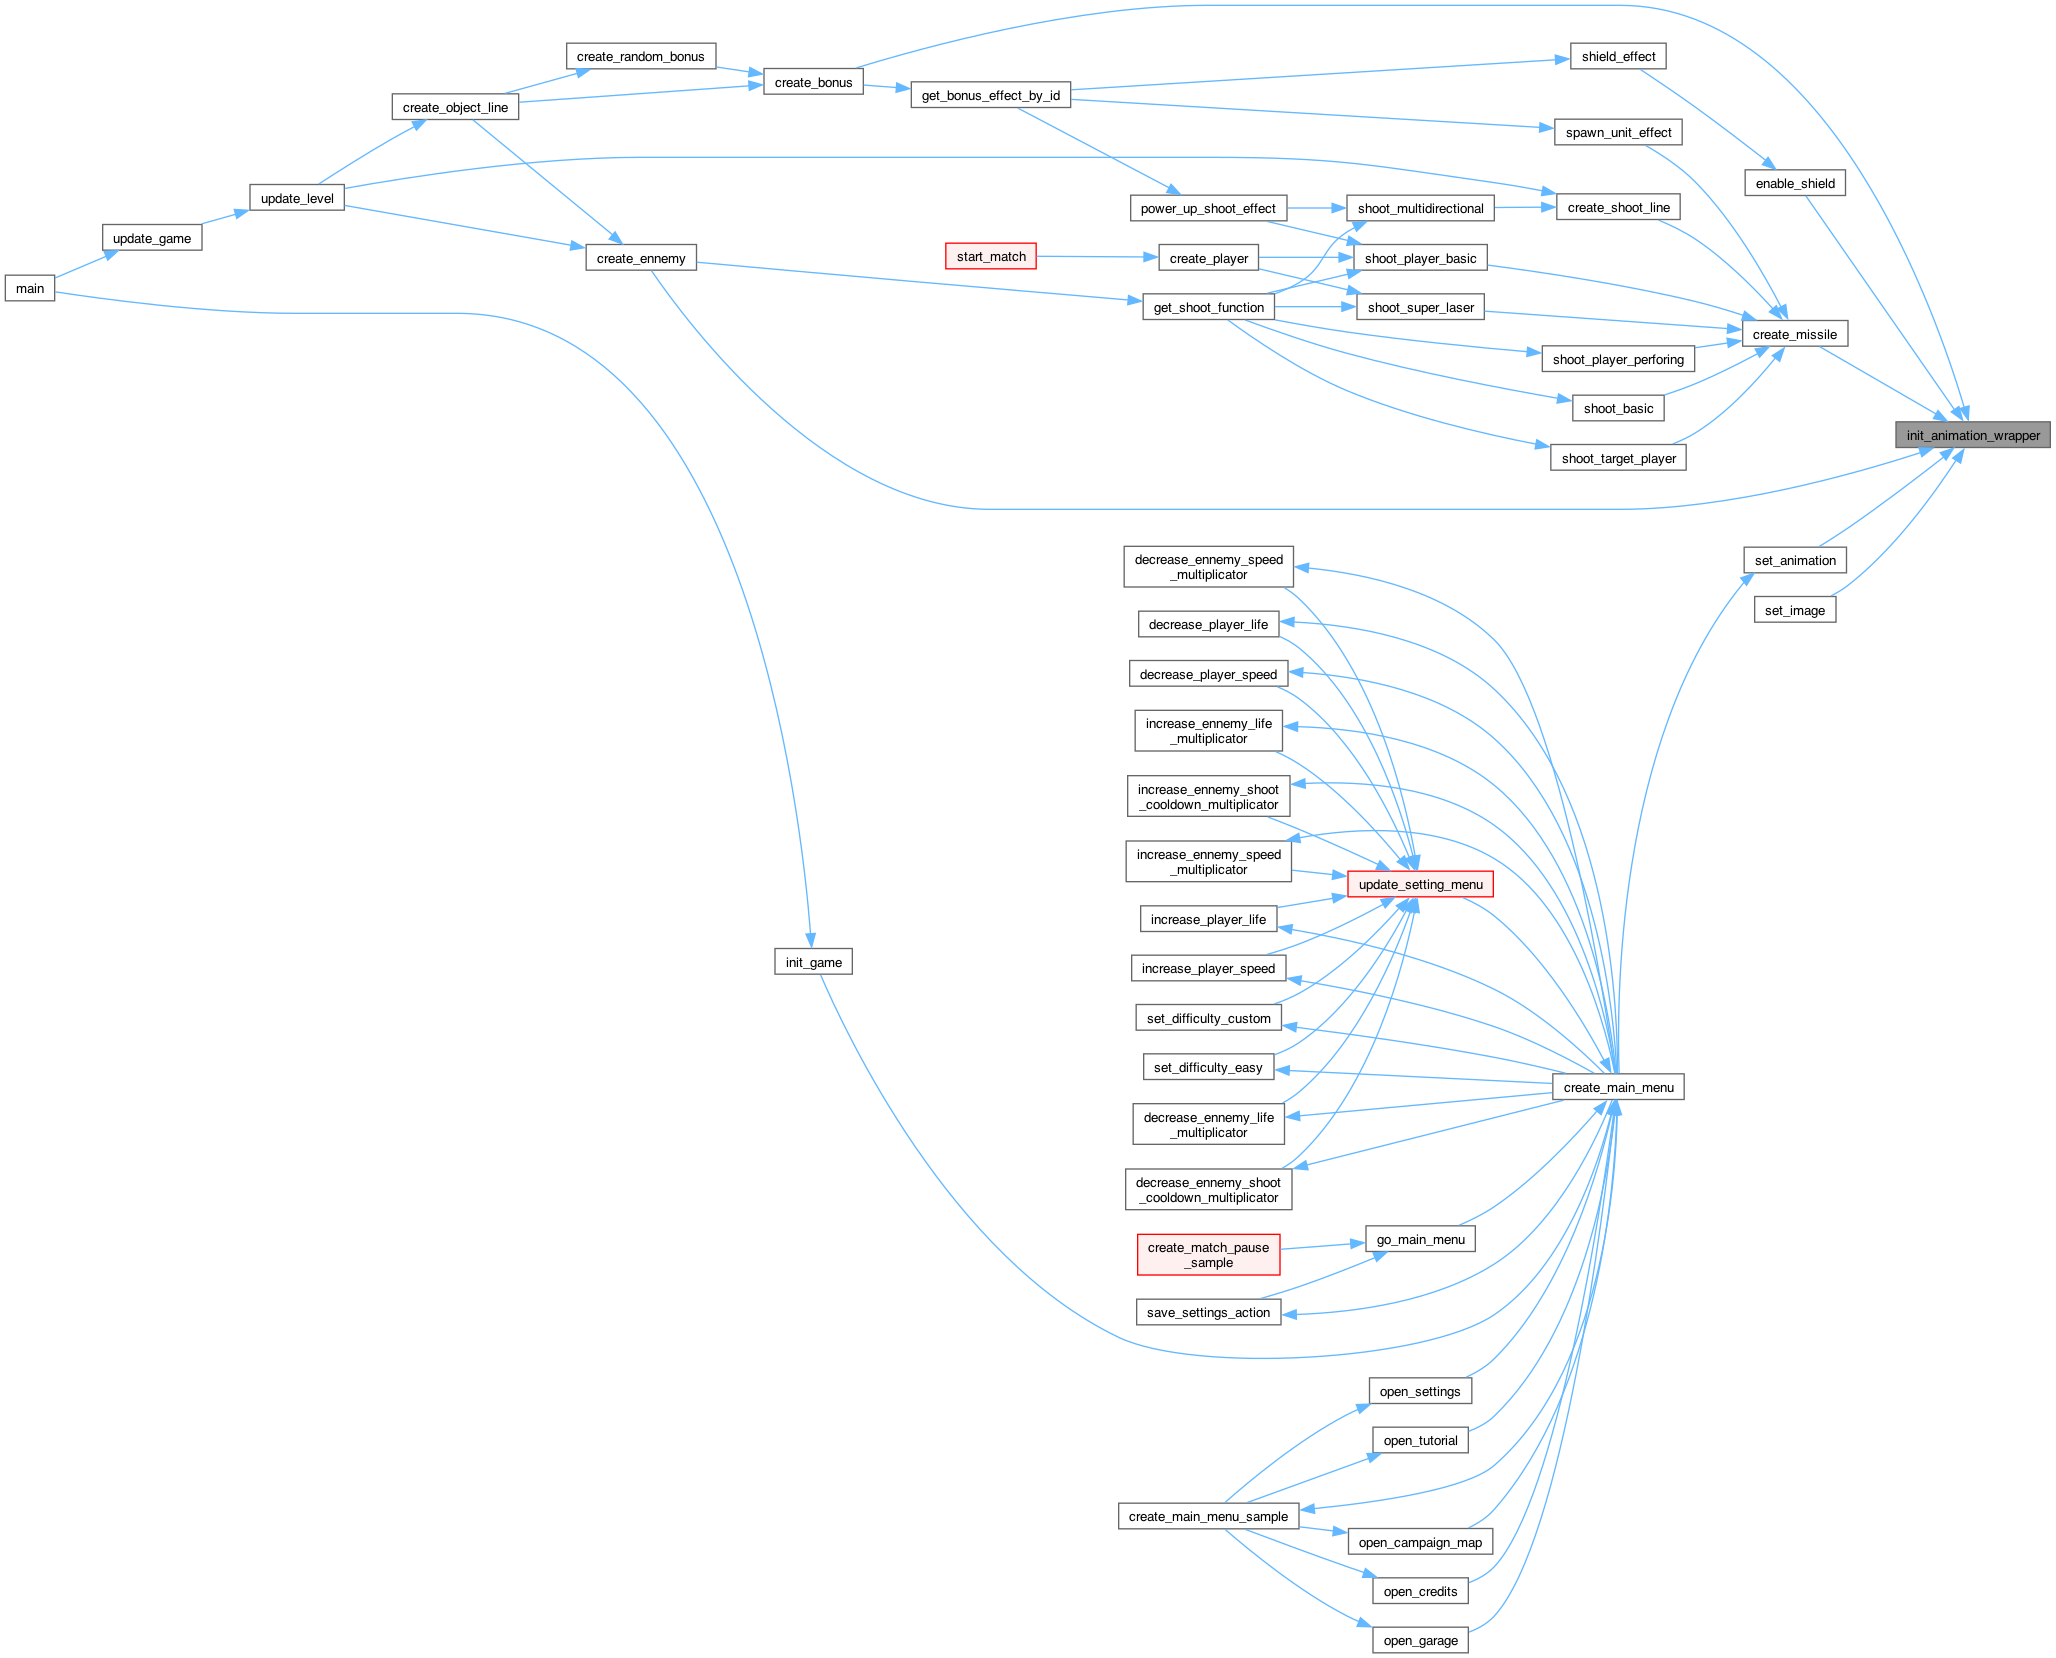 main
update_game
update_level
create_object_line
create_random_bonus
create_ennemy
create_bonus
get_bonus_effect_by_id
start_match
power_up_shoot_effect
create_player
get_shoot_function
shoot_multidirectional
shoot_player_basic
shoot_super_laser
shield_effect
spawn_unit_effect
create_shoot_line
shoot_player_perforing
shoot_basic
shoot_target_player
enable_shield
create_missile
init_animation_wrapper
set_animation
set_image
init_game
decrease_ennemy_speed
_multiplicator
decrease_player_life
decrease_player_speed
increase_ennemy_life
_multiplicator
increase_ennemy_shoot
_cooldown_multiplicator
increase_ennemy_speed
_multiplicator
increase_player_life
increase_player_speed
set_difficulty_custom
set_difficulty_easy
decrease_ennemy_life
_multiplicator
decrease_ennemy_shoot
_cooldown_multiplicator
update_setting_menu
create_main_menu
create_match_pause
_sample
go_main_menu
save_settings_action
open_settings
open_tutorial
create_main_menu_sample
open_campaign_map
open_credits
open_garage